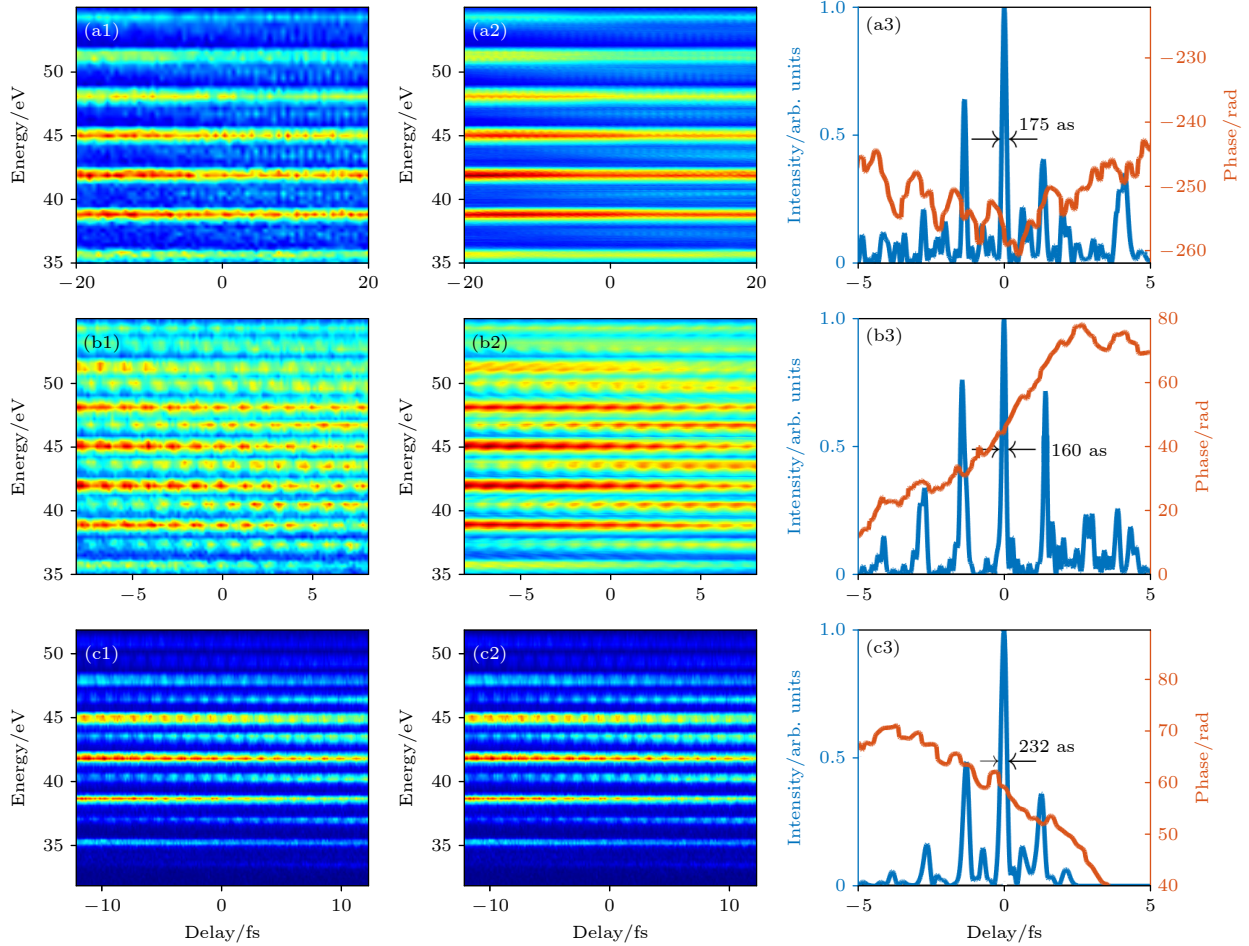 (a1)
Energy/eV
50
45
40
35
−20
0
20
(a2)
Energy/eV
50
45
40
35
−20
0
20
(a3)
Intensity/arb. units
1.0
0.5
0
175 as
−5
0
5
−230
−240
−250
−260
Phase/rad
(b1)
Energy/eV
50
45
40
35
−5
0
5
(b2)
Energy/eV
50
45
40
35
−5
0
5
(b3)
Intensity/arb. units
1.0
0.5
0
160 as
−5
0
5
80
60
40
20
0
Phase/rad
(c1)
Energy/eV
50
45
40
35
−10
0
10
Delay/fs
(c2)
Energy/eV
50
45
40
35
−10
0
10
Delay/fs
(c3)
Intensity/arb. units
1.0
0.5
0
232 as
−5
0
5
Delay/fs
80
70
60
50
40
Phase/rad